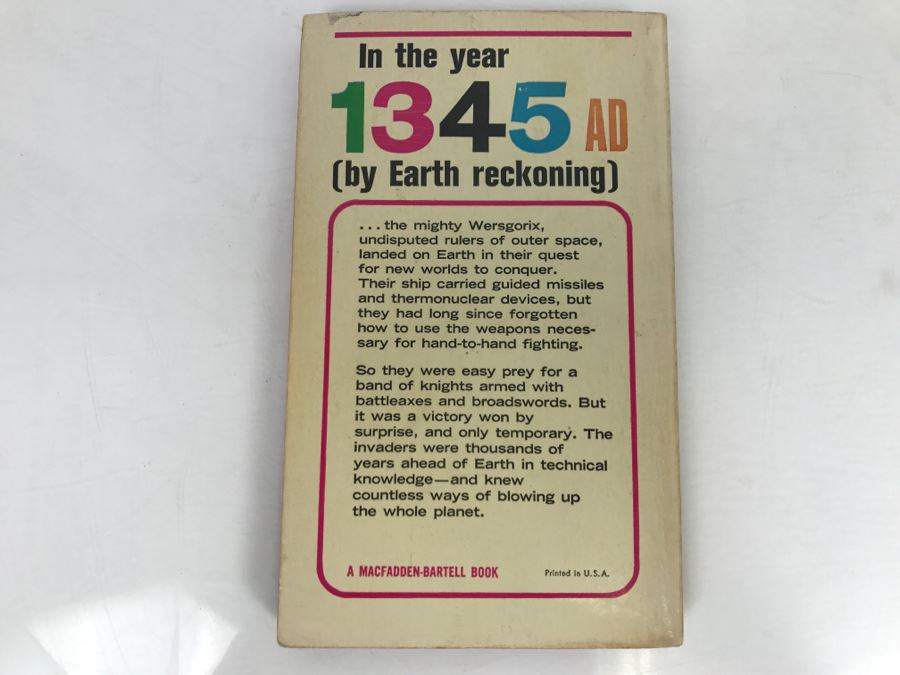 In the year
1345 AD
(by Earth reckoning)
...the mighty Wersgorix,
undisputed rulers of outer space,
landed on Earth in their quest
for new worlds to conquer.
Their ship carried guided missiles
and thermonuclear devices, but
they had long since forgotten
how to use the weapons neces-
sary for hand-to-hand fighting.
So they were easy prey for a
band of knights armed with
battleaxes and broadswords. But
it was a victory won by
surprise, and only temporary. The
invaders were thousands of
years ahead of Earth in technical
knowledge—and knew
countless ways of blowing up
the whole planet.
A MACFADDEN-BARTELL BOOK
Printed in U.S.A.